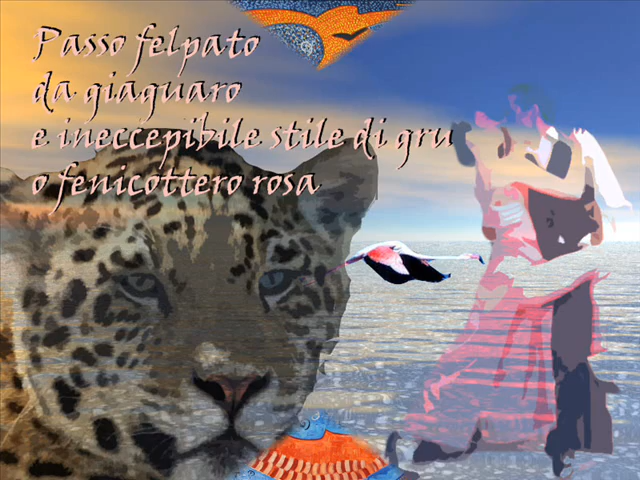 Passo felpato
da giaguaro
e ineccepibile stile di gru
o fenicottero rosa